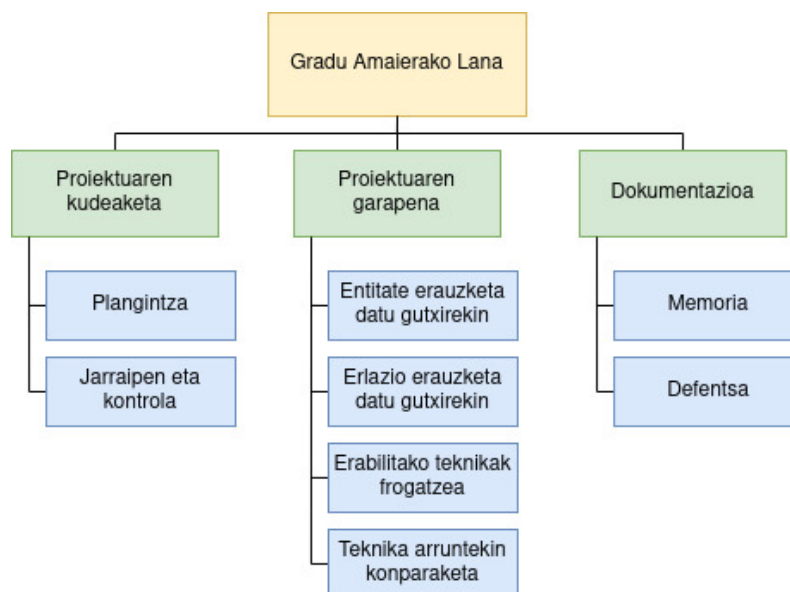 Gradu Amaierako Lana
Proiektuaren
kudeaketa
Proiektuaren
garapena
Dokumentazioa
Plangintza
Jarraipen eta
kontrola
Entitate erauzketa
datu gutxirekin
Erlazio erauzketa
datu gutxirekin
Erabilitako teknikak
frogatzea
Teknika arruntekin
konparaketa
Memoria
Defentsa